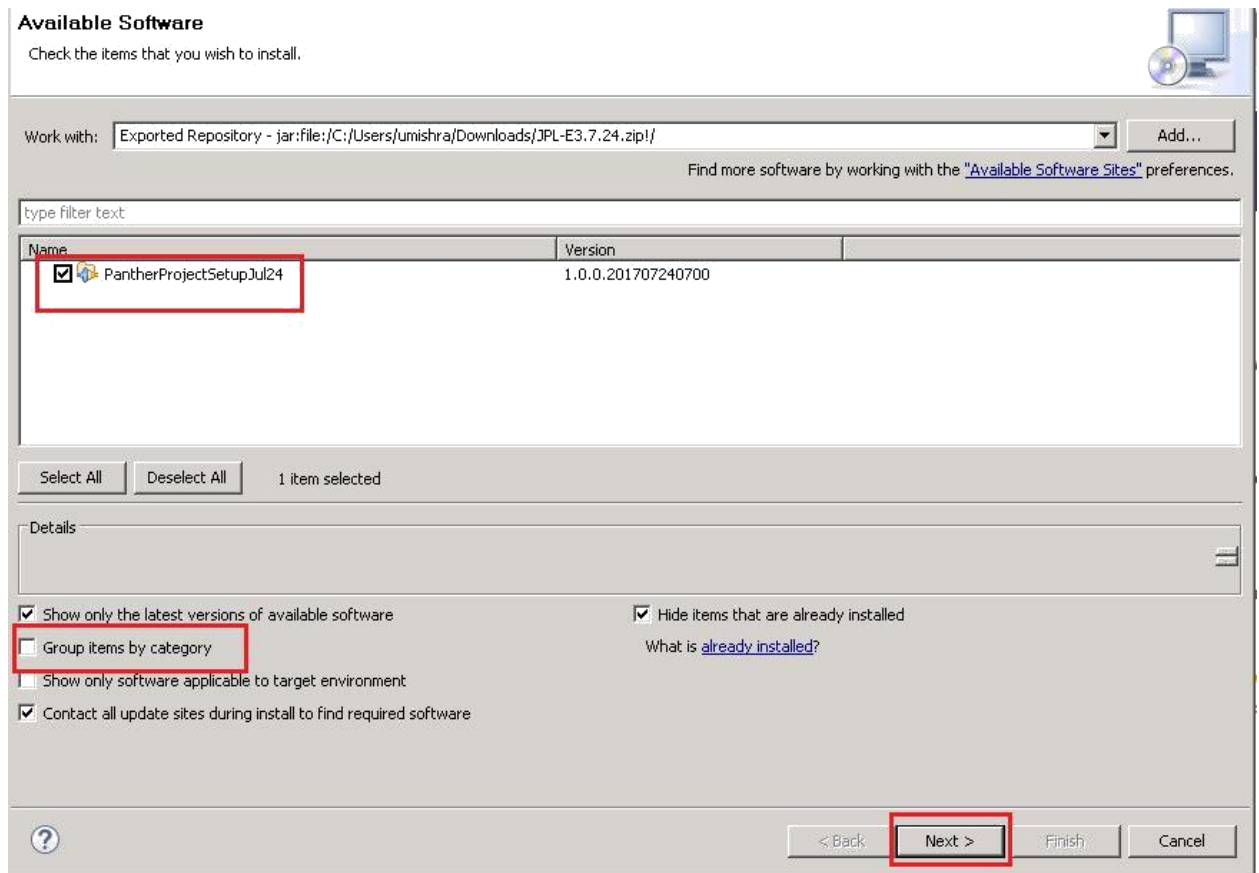 Available Software
Check the items that you wish to install.
Work with: Exported Repository - jar:file:/C:/Users/umishra/Downloads/JPL-E3.7.24.zip!/ Add...
Find more software by working with the "Available Software Sites" preferences.
type filter text
Name Version
PantherProjectSetupJul24 1.0.0.201707240700
Select All Deselect All 1 item selected
Details
Show only the latest versions of available software Hide items that are already installed
Group items by category What is already installed?
Show only software applicable to target environment
Contact all update sites during install to find required software
? < Back Next > Finish Cancel